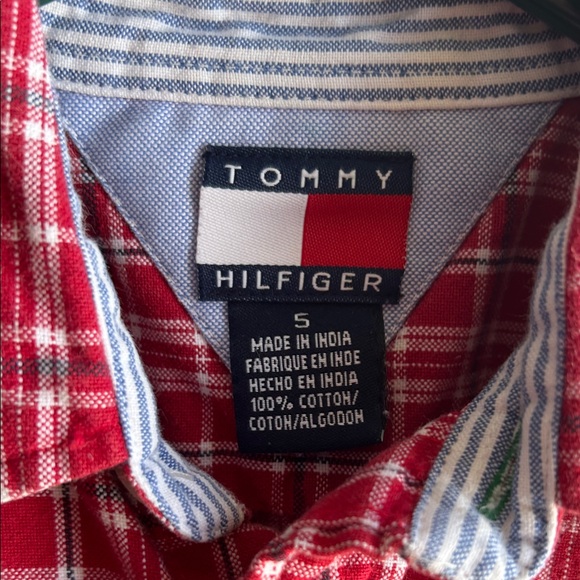 TOMMY
HILFIGER
5
MADE IN INDIA
FABRIQUE EN INDE
HECHO EN INDIA
100% COTTON/
COTON/ALGODON